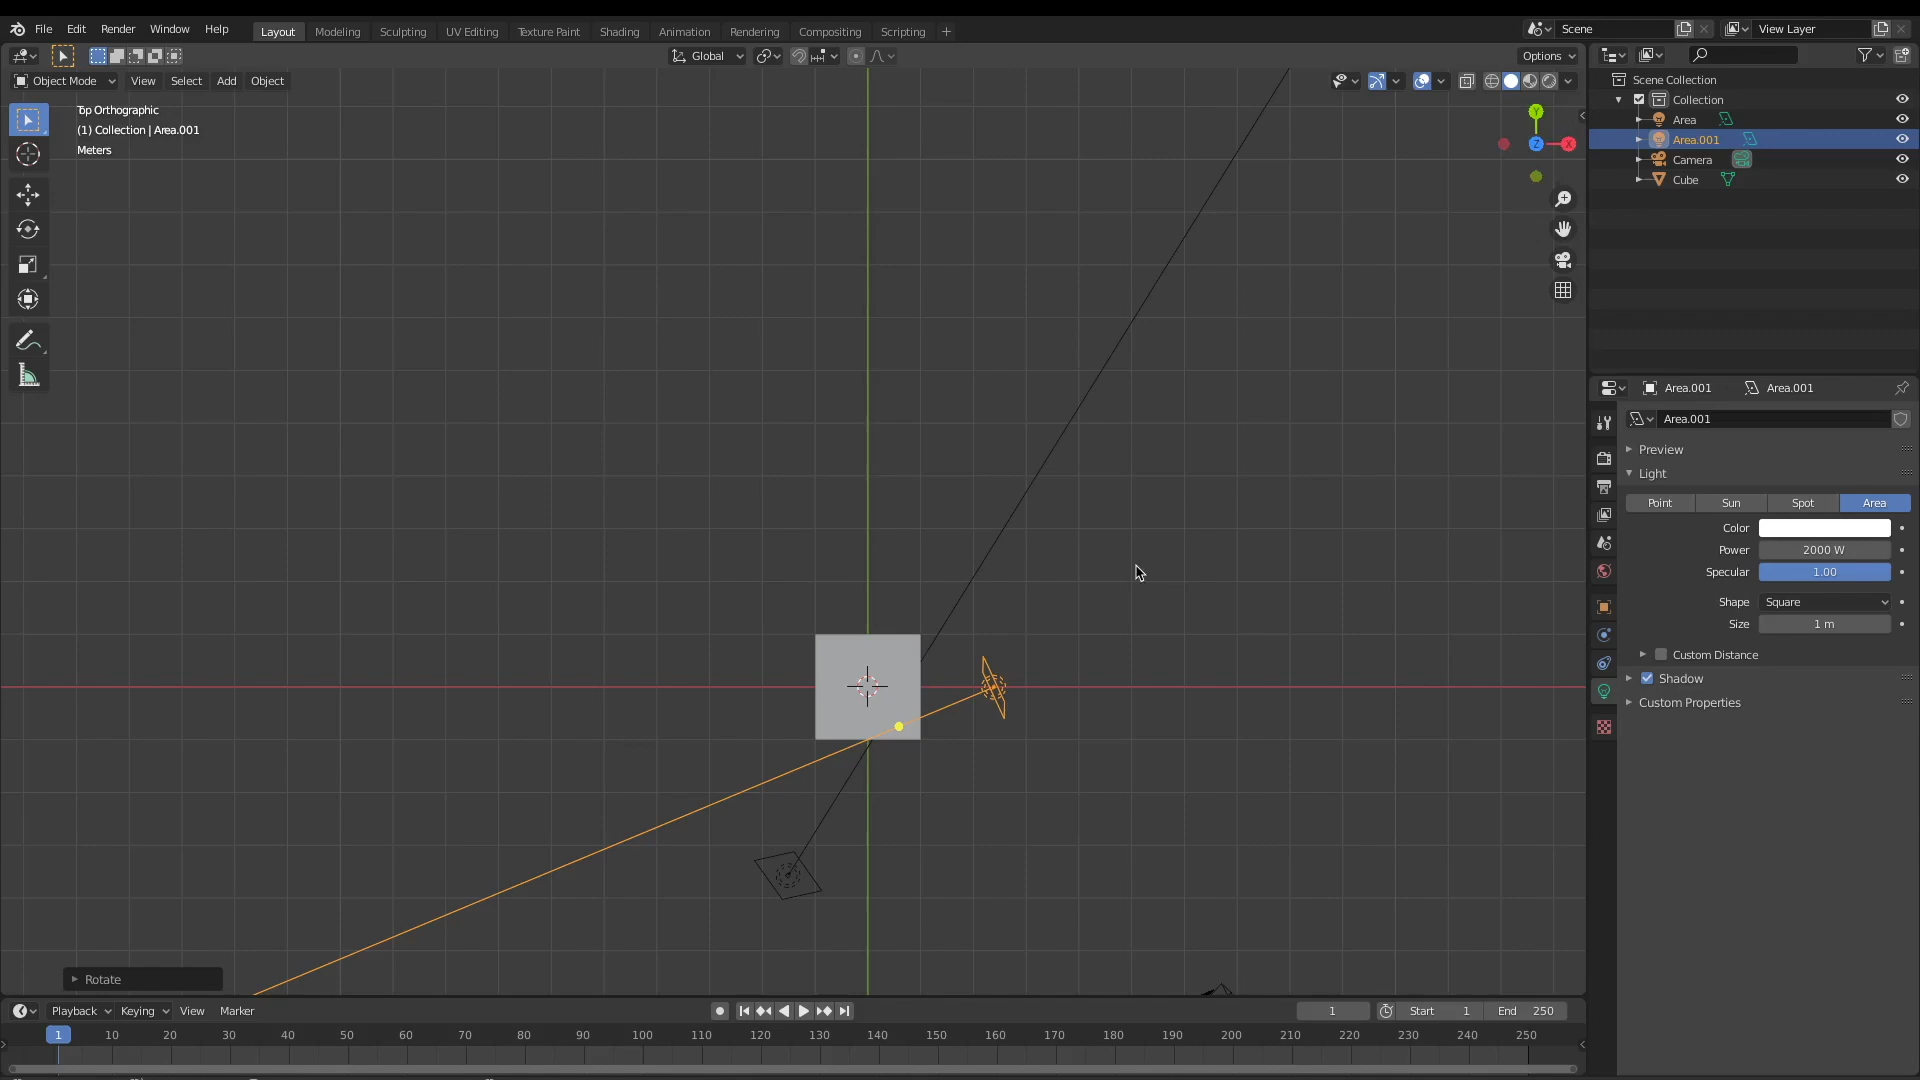 File Edit Render Window Help Layout Modeling Sculpting UV Editing Texture Paint Shading Animation Rendering Compositing Scripting + Scene View Layer
Global Options
Object Mode View Select Add Object
Top Orthographic
(1) Collection | Area.001
Meters
Y
Z X
Scene Collection
Collection
Area
Area.001
Camera
Cube
Area.001 Area.001
Area.001
Preview
Light
Point Sun Spot Area
Color
Power 2000 W
Specular 1.00
Shape Square
Size 1 m
Custom Distance
Shadow
Custom Properties
Rotate
Playback Keying View Marker 1 Start 1 End 250
1 10 20 30 40 50 60 70 80 90 100 110 120 130 140 150 160 170 180 190 200 210 220 230 240 250